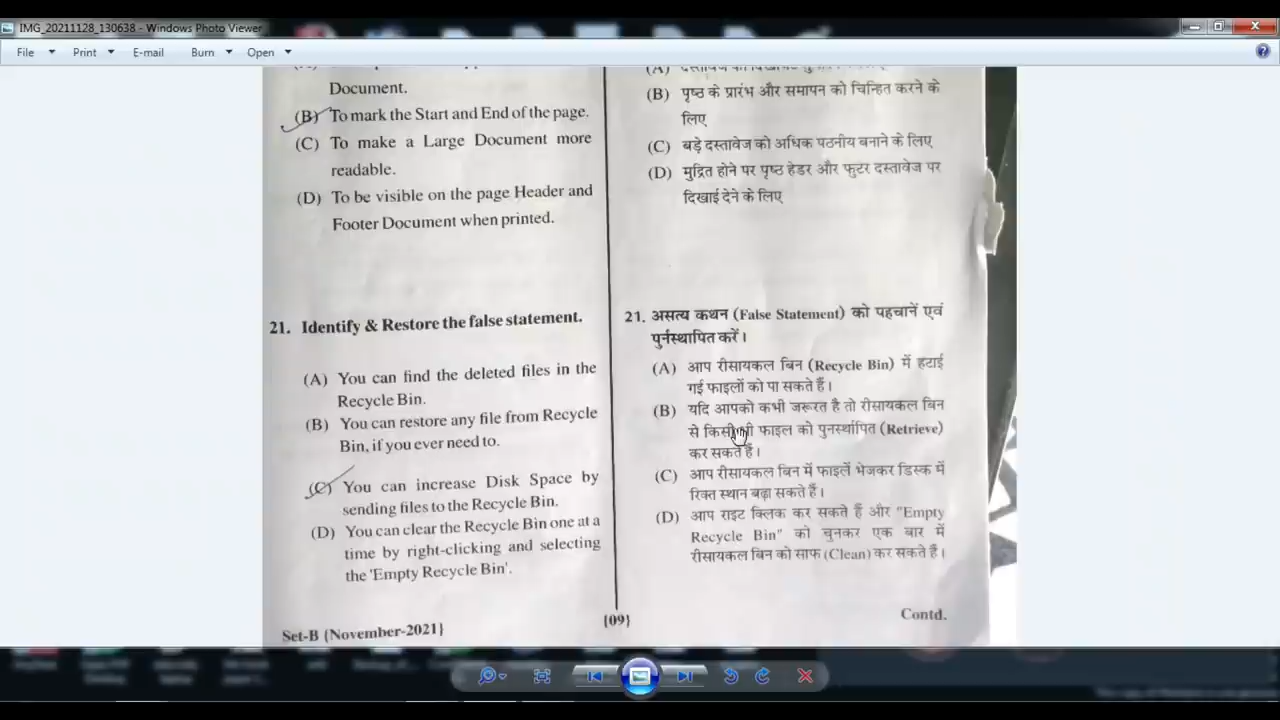 IMG_20211128_130638 - Windows Photo Viewer
File Print E-mail Burn Open
Document.
(B) To mark the Start and End of the page.
(C) To make a Large Document more
readable.
(D) To be visible on the page Header and
Footer Document when printed.
21. Identify & Restore the false statement.
(A) You can find the deleted files in the
Recycle Bin.
(B) You can restore any file from Recycle
Bin, if you ever need to.
(C) You can increase Disk Space by
sending files to the Recycle Bin.
(D) You can clear the Recycle Bin one at a
time by right-clicking and selecting
the 'Empty Recycle Bin'.
Set-B {November-2021}
(B) पृष्ठ के प्रारंभ और समापन को चिन्हित करने के
लिए
(C) बड़े दस्तावेज को अधिक पठनीय बनाने के लिए
(D) मुद्रित होने पर पृष्ठ हेडर और फुटर दस्तावेज पर
दिखाई देने के लिए
21. असत्य कथन (False Statement) को पहचानें एवं
पुर्नस्थापित करें।
(A) आप रीसायकल बिन (Recycle Bin) में हटाई
गई फाइलों को पा सकते हैं।
(B) यदि आपको कभी जरूरत है तो रीसायकल बिन
से किसी भी फाइल को पुनर्स्थापित (Retrieve)
कर सकते हैं।
(C) आप रीसायकल बिन में फाइलें भेजकर डिस्क में
रिक्त स्थान बढ़ा सकते हैं।
(D) आप राइट क्लिक कर सकते हैं और "Empty
Recycle Bin" को चुनकर एक बार में
रीसायकल बिन को साफ (Clean) कर सकते हैं।
{09}
Contd.